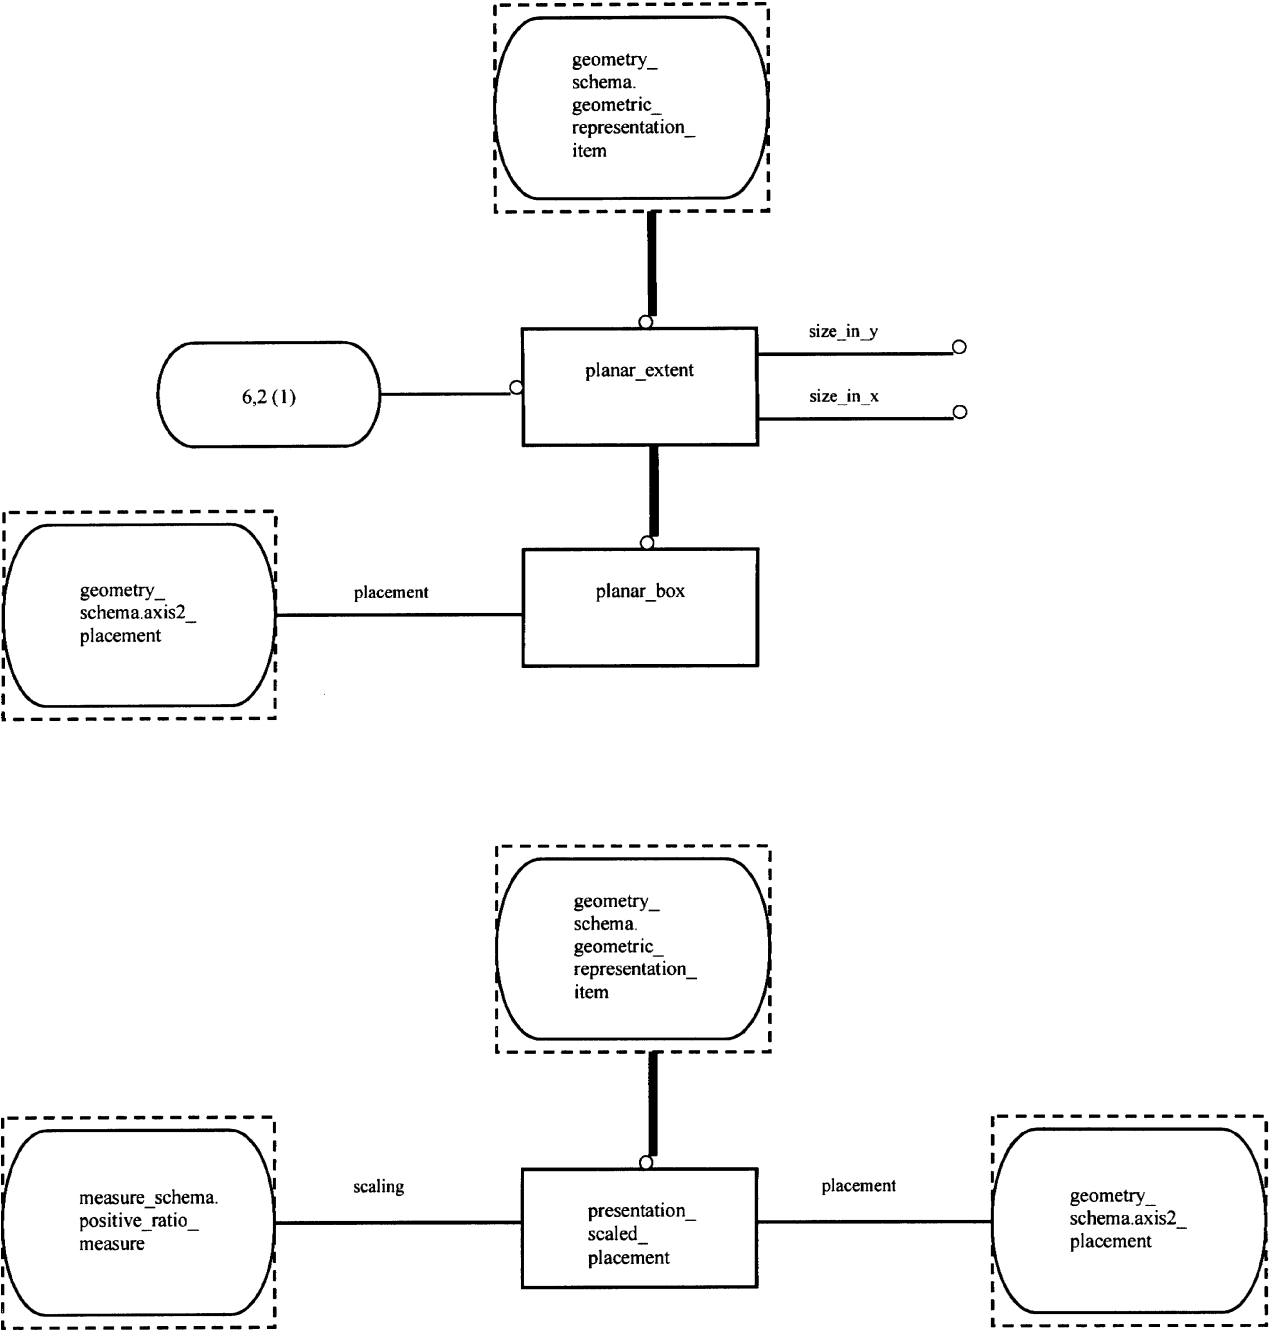 geometry_
schema.
geometric_
representation_
item
size_in_y
planar_extent
6,2 (1)
size_in_x
geometry_
schema.axis2_
placement
placement
planar_box
geometry_
schema.
geometric_
representation_
item
measure_schema.
positive_ratio_
measure
scaling
presentation_
scaled_
placement
placement
geometry_
schema.axis2_
placement